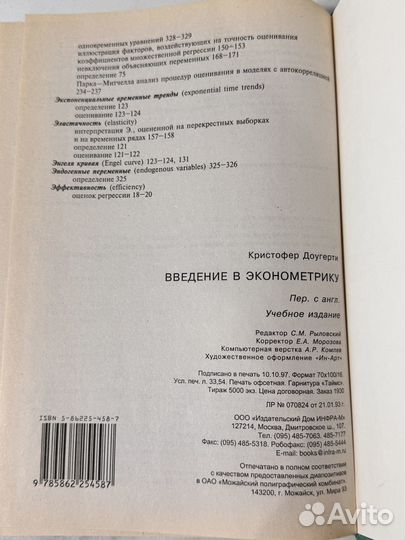 одновременных уравнений 328—329
иллюстрация факторов, воздействующих на точность оценивания
коэффициентов множественной регрессии 150—153
невключения объясняющих переменных 168—171
определение 75
Парка—Митчелла анализ процедур оценивания в моделях с автокорреляцией
234—237
Экспоненциальные временные тренды (exponential time trends)
определение 123
оценивание 123—124
Эластичность (elasticity)
интерпретация Э., оцененной на перекрестных выборках
и на временных рядах 157—158
определение 121
оценивание 121—122
Энгеля кривая (Engel curve) 123—124, 131
Эндогенные переменные (endogenous variables) 325—326
определение 325
Эффективность (efficiency)
оценок регрессии 18—20
Кристофер Доугерти
ВВЕДЕНИЕ В ЭКОНОМЕТРИКУ
Пер. с англ.
Учебное издание
Редактор С.М. Рыловский
Корректор Е.А. Морозова
Компьютерная верстка А.Р. Комлев
Художественное оформление «Ин-Арт»
Подписано в печать 10.10.97. Формат 70x100/16
Усл. печ. л. 33,54. Печать офсетная. Гарнитура «Таймс».
Тираж 5000 экз. Цена договорная. Заказ 1930
ЛР № 070824 от 21.01.93 г.
ООО «Издательский Дом ИНФРА-М»
127214, Москва, Дмитровское ш., 107.
Тел. (095) 485-7063. 485-7177
Робофакс: (095) 485-5318. Факс: (095) 485-5444
E-mail: books@infra-m.ru
Отпечатано в полном соответствии
с качеством предоставленных диапозитивов
в ОАО «Можайский полиграфический комбинат».
143200, г. Можайск, ул. Мира 93
ISBN 5-86225-458-7
9 785862 254587
Avito